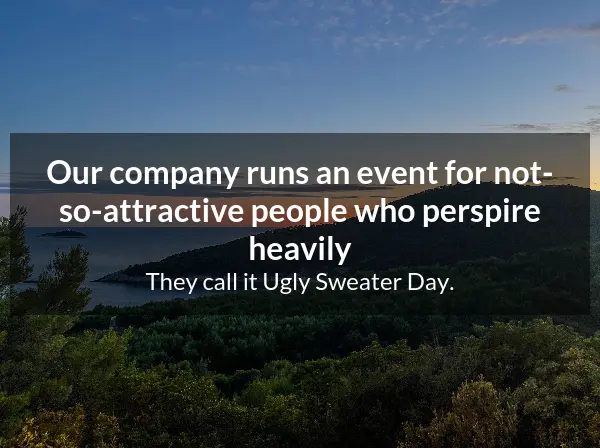 Our company runs an event for not-
so-attractive people who perspire
heavily
They call it Ugly Sweater Day.